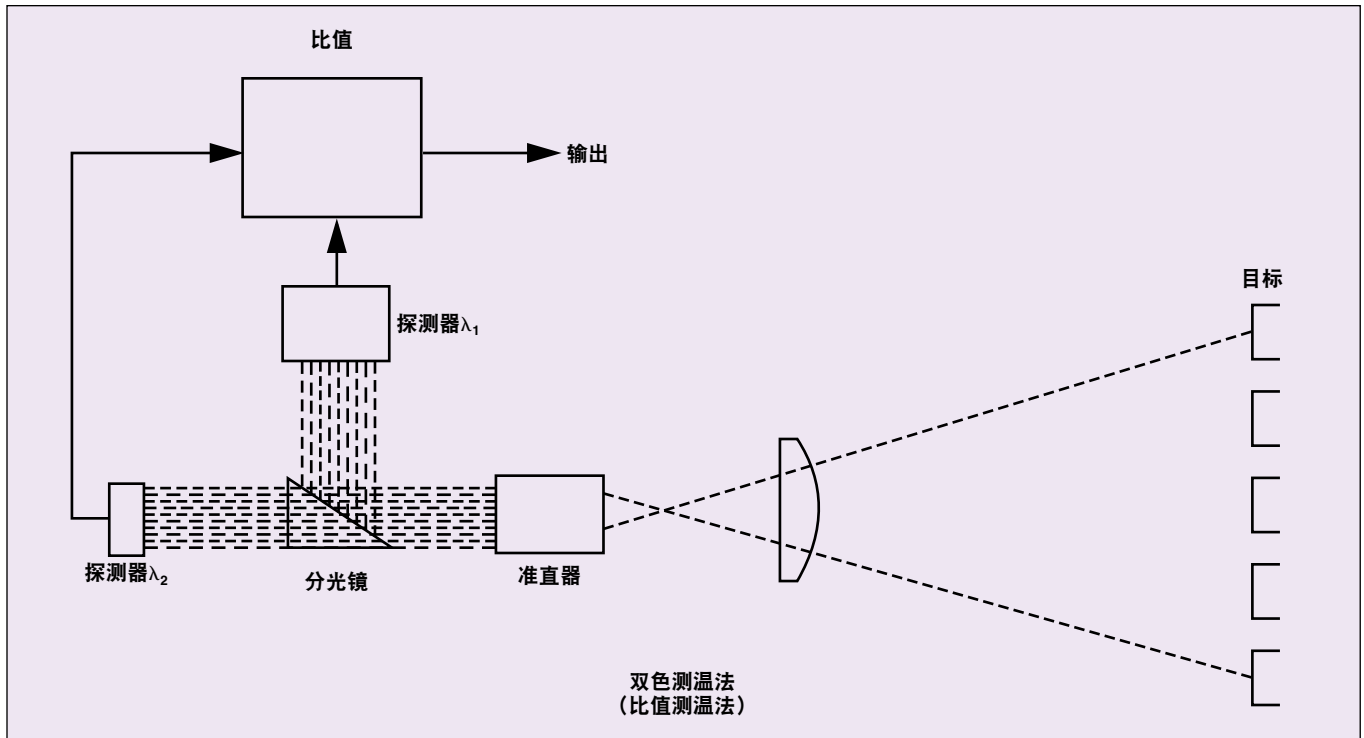 比值
输出
目标
探测器λ₁
探测器λ₂
分光镜
准直器
双色测温法
（比值测温法）